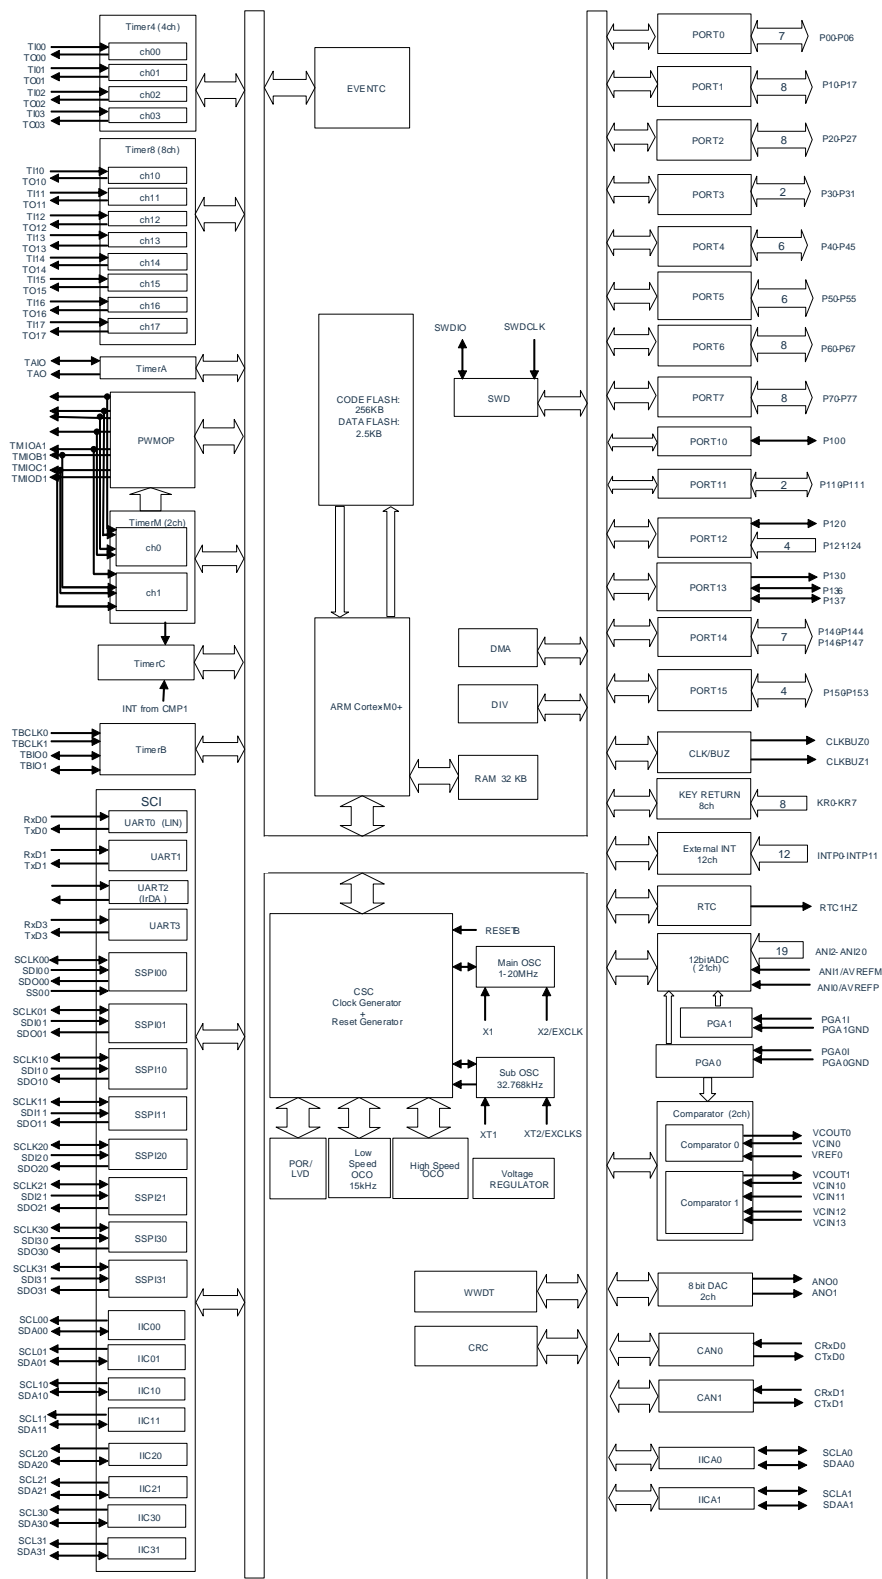 Timer4 (4ch)
TI00
TO00
ch00
TI01
TO01
ch01
TI02
TO02
ch02
TI03
TO03
ch03
Timer8 (8ch)
TI10
TO10
ch10
TI11
TO11
ch11
TI12
TO12
ch12
TI13
TO13
ch13
TI14
TO14
ch14
TI15
TO15
ch15
TI16
TO16
ch16
TI17
TO17
ch17
TAIO
TAO
TimerA
PWMOP
TMIOA1
TMIOB1
TMIOC1
TMIOD1
TimerM (2ch)
ch0
ch1
TimerC
INT from CMP1
TBCLK0
TBCLK1
TBIO0
TBIO1
TimerB
SCI
RxD0
TxD0
UART0 (LIN)
RxD1
TxD1
UART1
UART2
(IrDA)
RxD3
TxD3
UART3
SCLK00
SDI00
SDO00
SS00
SSPI00
SCLK01
SDI01
SDO01
SSPI01
SCLK10
SDI10
SDO10
SSPI10
SCLK11
SDI11
SDO11
SSPI11
SCLK20
SDI20
SDO20
SSPI20
SCLK21
SDI21
SDO21
SSPI21
SCLK30
SDI30
SDO30
SSPI30
SCLK31
SDI31
SDO31
SSPI31
SCL00
SDA00
IIC00
SCL01
SDA01
IIC01
SCL10
SDA10
IIC10
SCL11
SDA11
IIC11
SCL20
SDA20
IIC20
SCL21
SDA21
IIC21
SCL30
SDA30
IIC30
SCL31
SDA31
IIC31
EVENTC
CODE FLASH:
256KB
DATA FLASH:
2.5KB
SWDIO
SWDCLK
SWD
ARM Cortex-M0+
DMA
DIV
RAM 32 KB
CSC
Clock Generator
+
Reset Generator
RESETB
Main OSC
1-20MHz
X1
X2/EXCLK
Sub OSC
32.768kHz
XT1
XT2/EXCLKS
POR/
LVD
Low
Speed
OCO
15kHz
High Speed
OCO
Voltage
REGULATOR
WWDT
CRC
PORT0
7
P00-P06
PORT1
8
P10-P17
PORT2
8
P20-P27
PORT3
2
P30-P31
PORT4
6
P40-P45
PORT5
6
P50-P55
PORT6
8
P60-P67
PORT7
8
P70-P77
PORT10
P100
PORT11
2
P110-P111
PORT12
P120
4
P121-124
PORT13
P130
P136
P137
PORT14
7
P140-P144
P146-P147
PORT15
4
P150-P153
CLK/BUZ
CLKBUZ0
CLKBUZ1
KEY RETURN
8ch
8
KR0-KR7
External INT
12ch
12
INTP0-INTP11
RTC
RTC1HZ
12bitADC
(21ch)
19
ANI2-ANI20
ANI1/AVREFM
ANI0/AVREFP
PGA1
PGA1I
PGA1GND
PGA0
PGA0I
PGA0GND
Comparator (2ch)
Comparator 0
VCOUT0
VCIN0
VREF0
Comparator 1
VCOUT1
VCIN10
VCIN11
VCIN12
VCIN13
8bit DAC
2ch
ANO0
ANO1
CAN0
CRxD0
CTxD0
CAN1
CRxD1
CTxD1
IICA0
SCLA0
SDAA0
IICA1
SCLA1
SDAA1